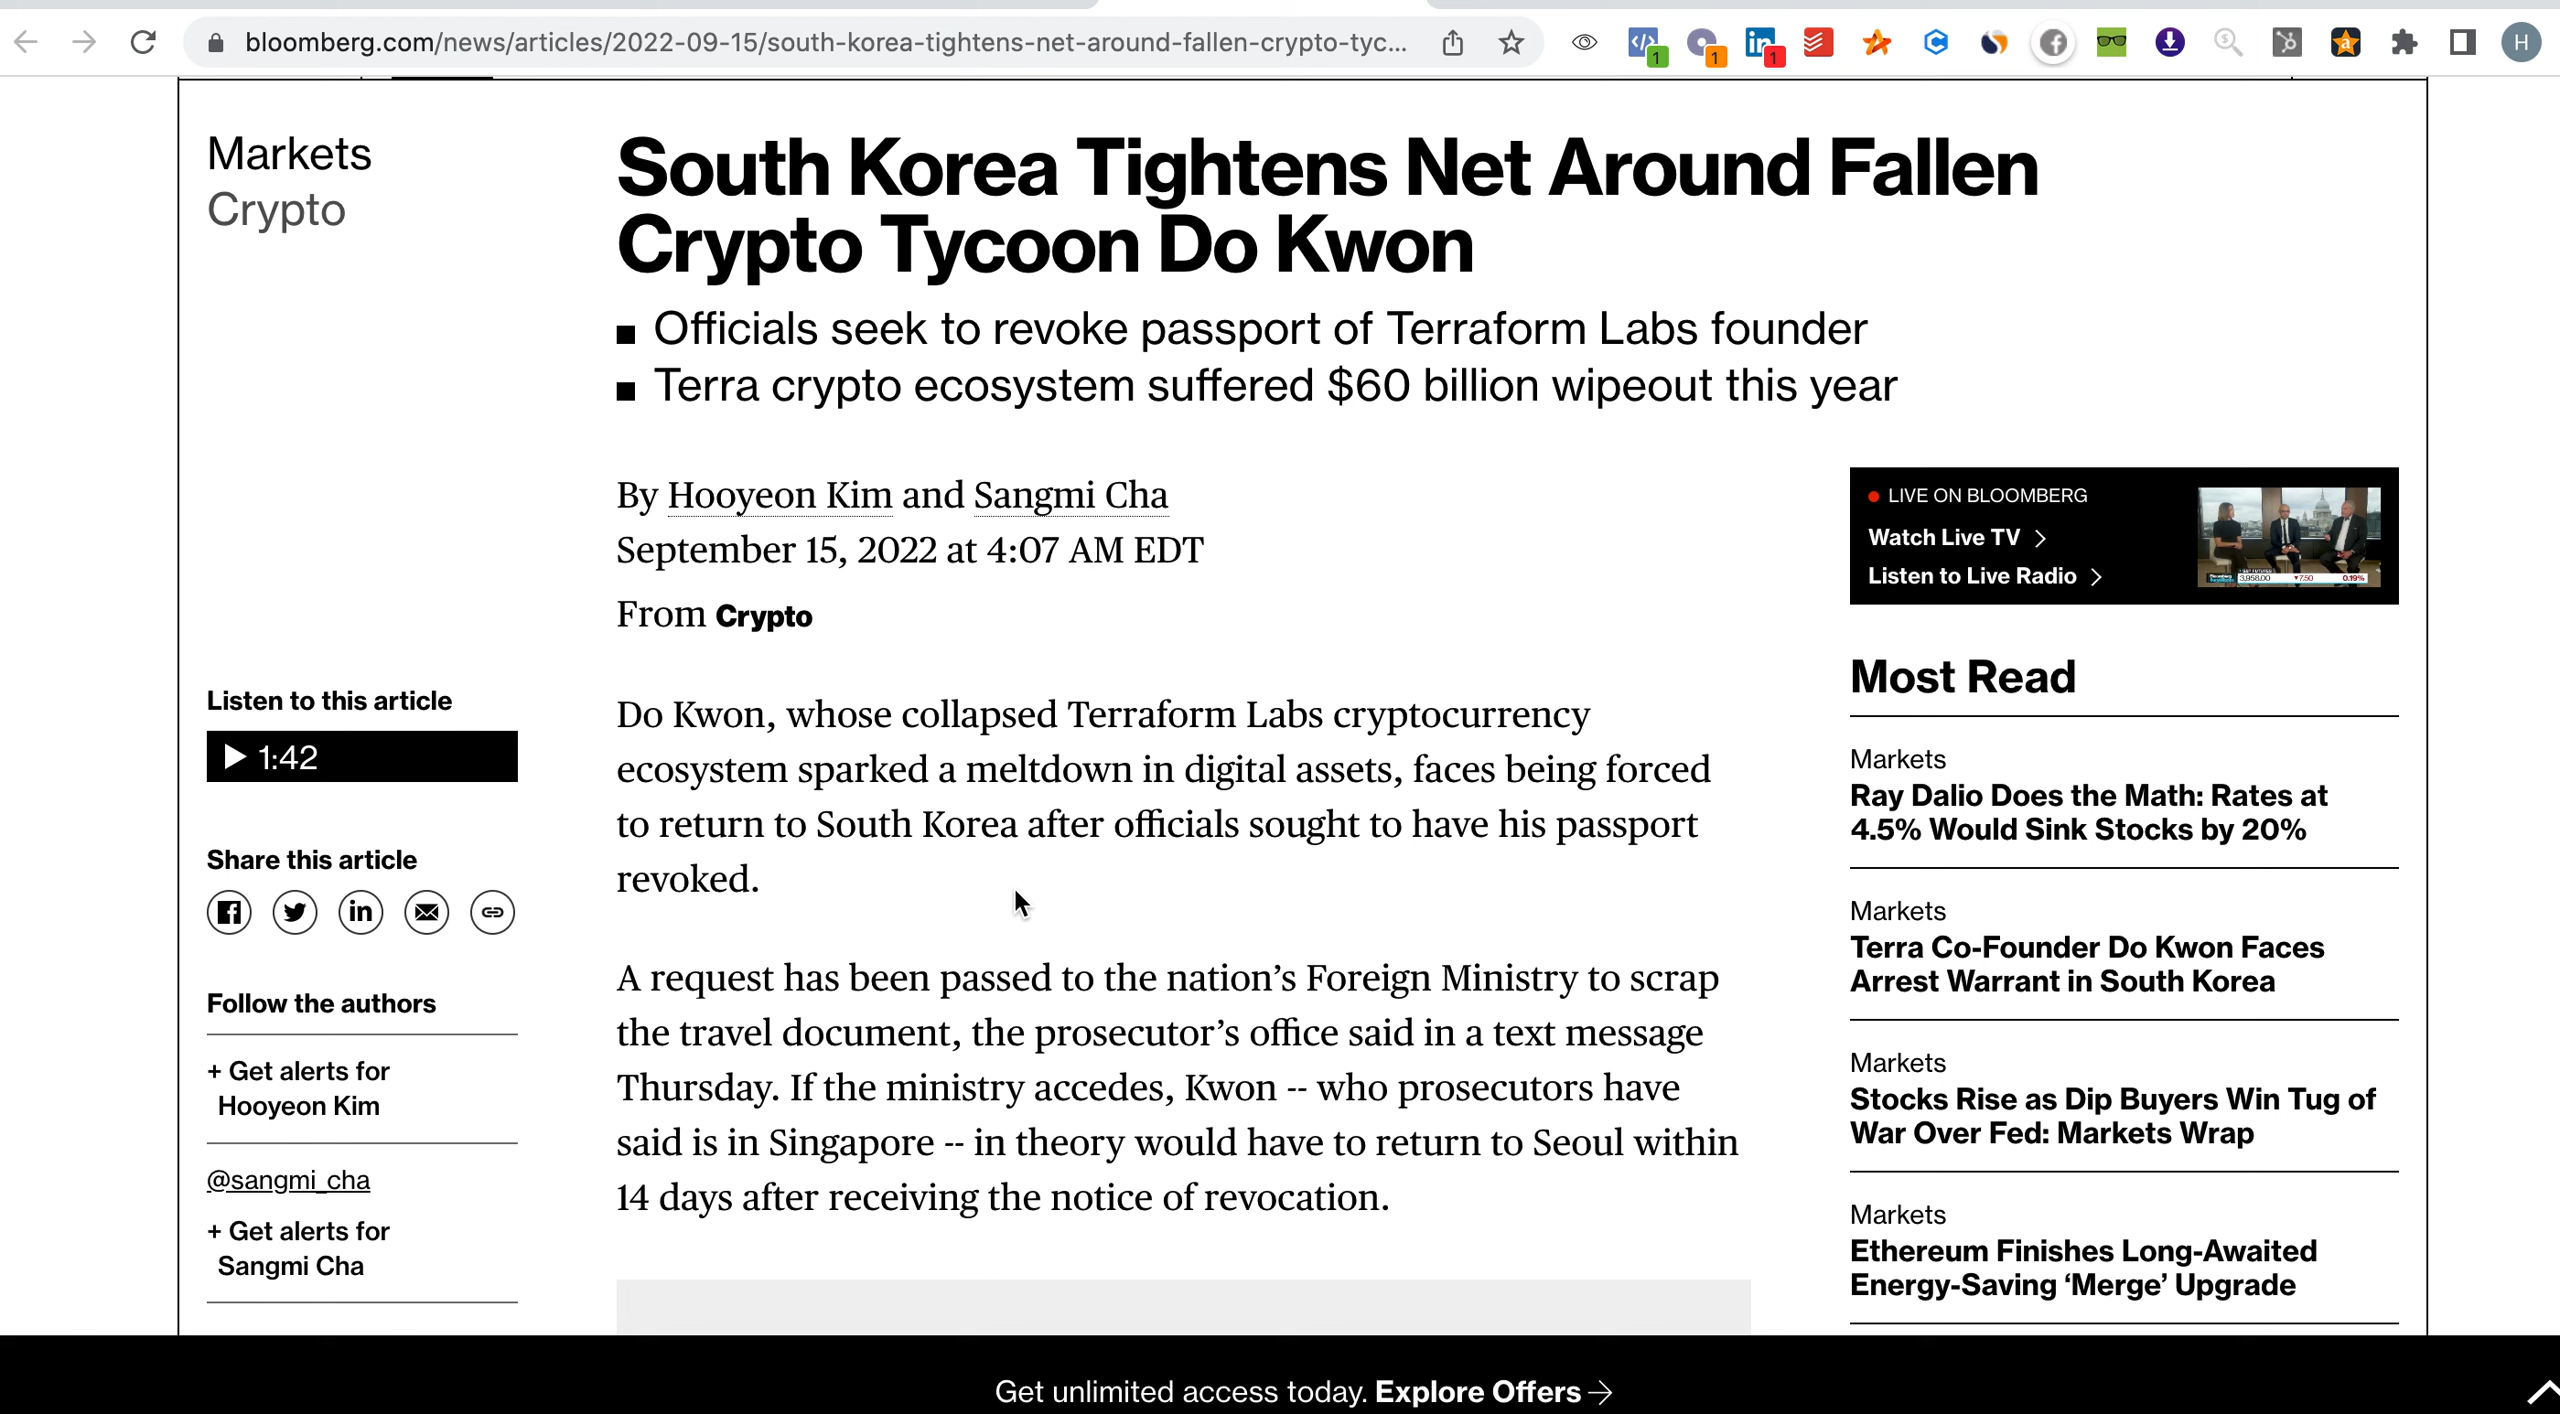 bloomberg.com/news/articles/2022-09-15/south-korea-tightens-net-around-fallen-crypto-tyc...
1
1
in
1
H
Markets
Crypto
South Korea Tightens Net Around Fallen
Crypto Tycoon Do Kwon
Officials seek to revoke passport of Terraform Labs founder
Terra crypto ecosystem suffered $60 billion wipeout this year
By Hooyeon Kim and Sangmi Cha
September 15, 2022 at 4:07 AM EDT
From Crypto
Listen to this article
1:42
Share this article
in
Follow the authors
+ Get alerts for
Hooyeon Kim
@sangmi_cha
+ Get alerts for
Sangmi Cha
Do Kwon, whose collapsed Terraform Labs cryptocurrency
ecosystem sparked a meltdown in digital assets, faces being forced
to return to South Korea after officials sought to have his passport
revoked.
A request has been passed to the nation’s Foreign Ministry to scrap
the travel document, the prosecutor’s office said in a text message
Thursday. If the ministry accedes, Kwon -- who prosecutors have
said is in Singapore -- in theory would have to return to Seoul within
14 days after receiving the notice of revocation.
LIVE ON BLOOMBERG
Watch Live TV
Listen to Live Radio
3,958.00 ▼7.50 0.19%
Most Read
Markets
Ray Dalio Does the Math: Rates at
4.5% Would Sink Stocks by 20%
Markets
Terra Co-Founder Do Kwon Faces
Arrest Warrant in South Korea
Markets
Stocks Rise as Dip Buyers Win Tug of
War Over Fed: Markets Wrap
Markets
Ethereum Finishes Long-Awaited
Energy-Saving ‘Merge’ Upgrade
Get unlimited access today. Explore Offers